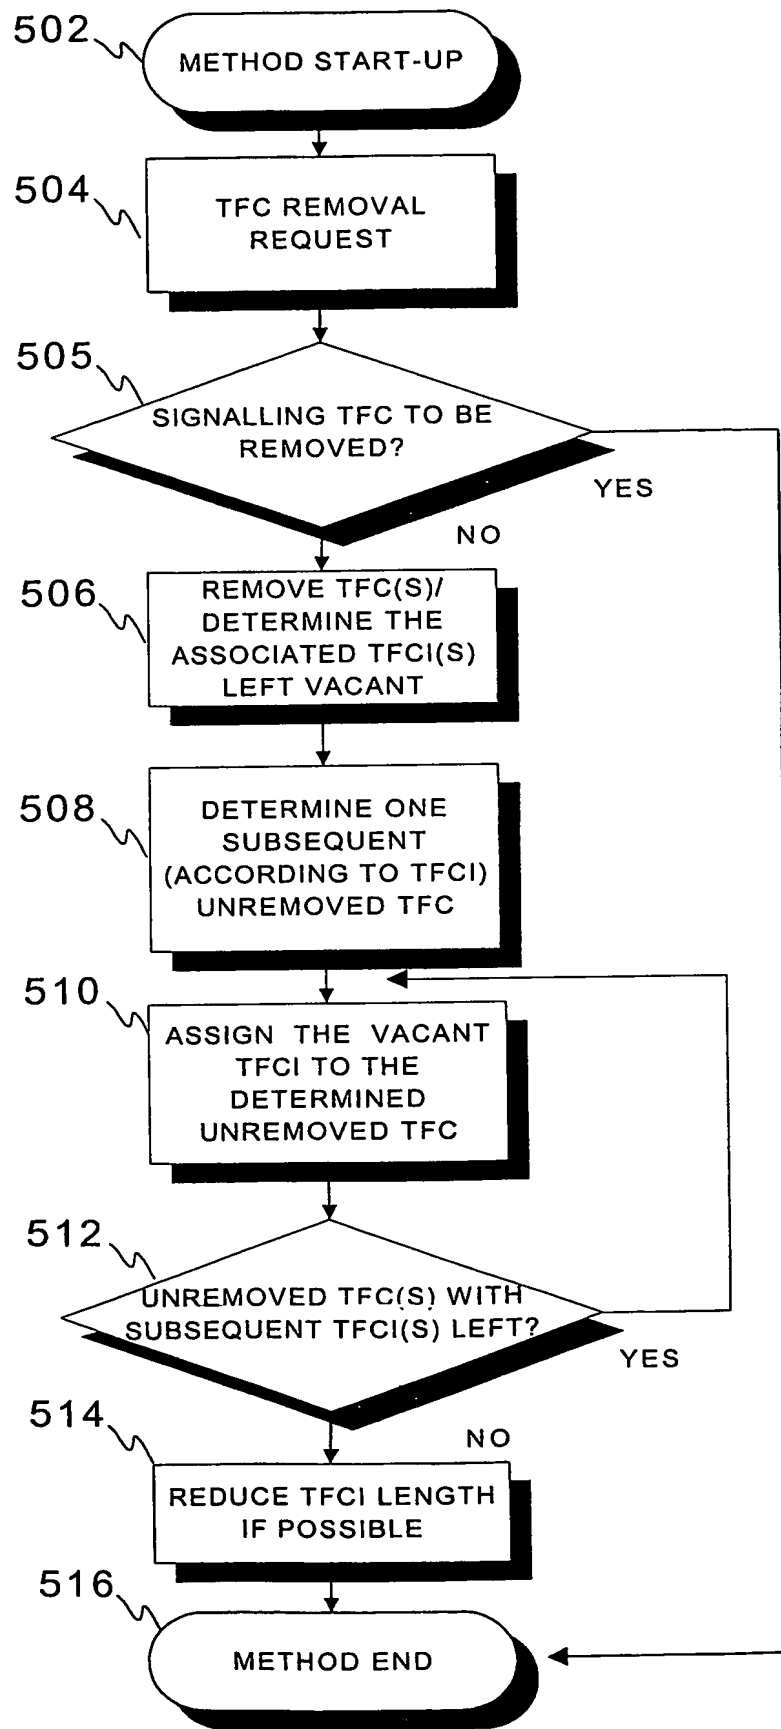 502
METHOD START-UP
504
TFC REMOVAL
REQUEST
505
SIGNALLING TFC TO BE
REMOVED?
YES
NO
506
REMOVE TFC(S)/
DETERMINE THE
ASSOCIATED TFCI(S)
LEFT VACANT
508
DETERMINE ONE
SUBSEQUENT
(ACCORDING TO TFCI)
UNREMOVED TFC
510
ASSIGN THE VACANT
TFCI TO THE
DETERMINED
UNREMOVED TFC
512
UNREMOVED TFC(S) WITH
SUBSEQUENT TFCI(S) LEFT?
YES
NO
514
REDUCE TFCI LENGTH
IF POSSIBLE
516
METHOD END